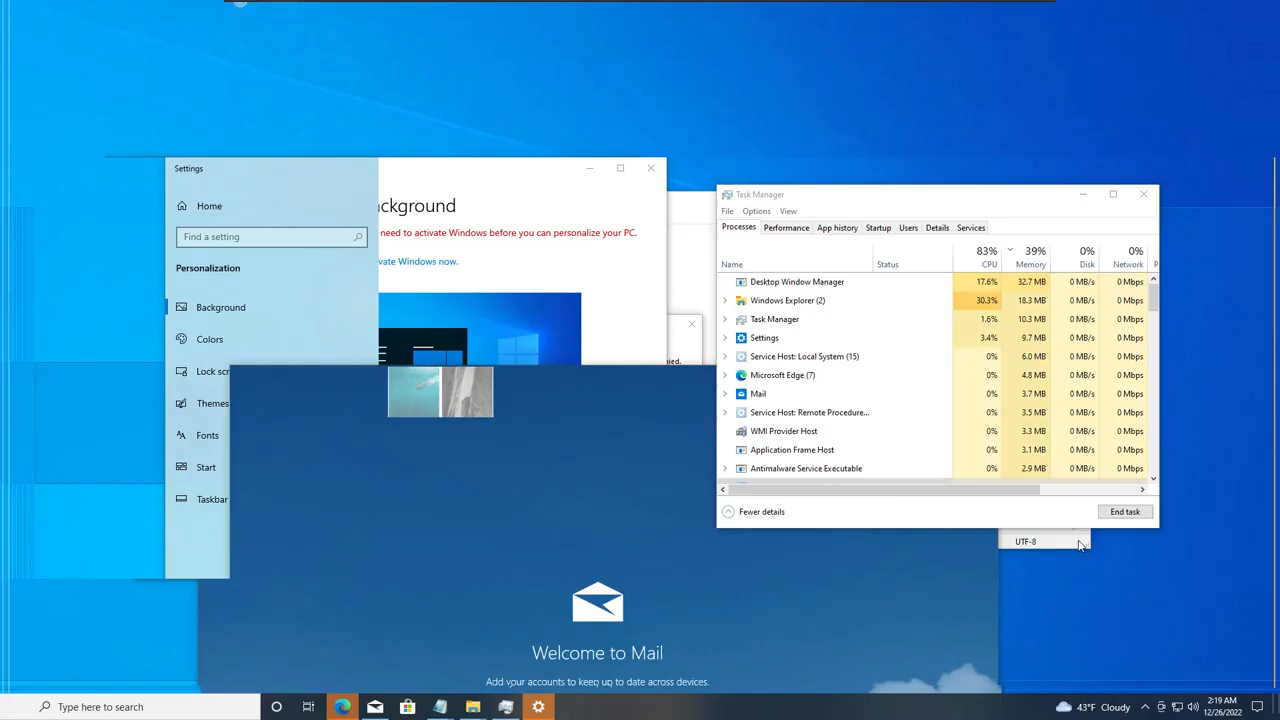 Settings
Home
Find a setting
Personalization
Background
Colors
Lock scr
Themes
Fonts
Start
Taskbar
ckground
need to activate Windows before you can personalize your PC.
vate Windows now.
nied.
Task Manager
File Options View
Processes Performance App history Startup Users Details Services
83% 39% 0% 0%
Name Status CPU Memory Disk Network P
Desktop Window Manager 17.6% 32.7 MB 0 MB/s 0 Mbps
Windows Explorer (2) 30.3% 18.3 MB 0 MB/s 0 Mbps
Task Manager 1.6% 10.3 MB 0 MB/s 0 Mbps
Settings 3.4% 9.7 MB 0 MB/s 0 Mbps
Service Host: Local System (15) 0% 6.0 MB 0 MB/s 0 Mbps
Microsoft Edge (7) 0% 4.8 MB 0 MB/s 0 Mbps
Mail 0% 3.7 MB 0 MB/s 0 Mbps
Service Host: Remote Procedure... 0% 3.5 MB 0 MB/s 0 Mbps
WMI Provider Host 0% 3.3 MB 0 MB/s 0 Mbps
Application Frame Host 0% 3.1 MB 0 MB/s 0 Mbps
Antimalware Service Executable 0% 2.9 MB 0 MB/s 0 Mbps
Fewer details End task
UTF-8
Welcome to Mail
Add your accounts to keep up to date across devices.
Type here to search
43°F Cloudy
2:19 AM
12/26/2022